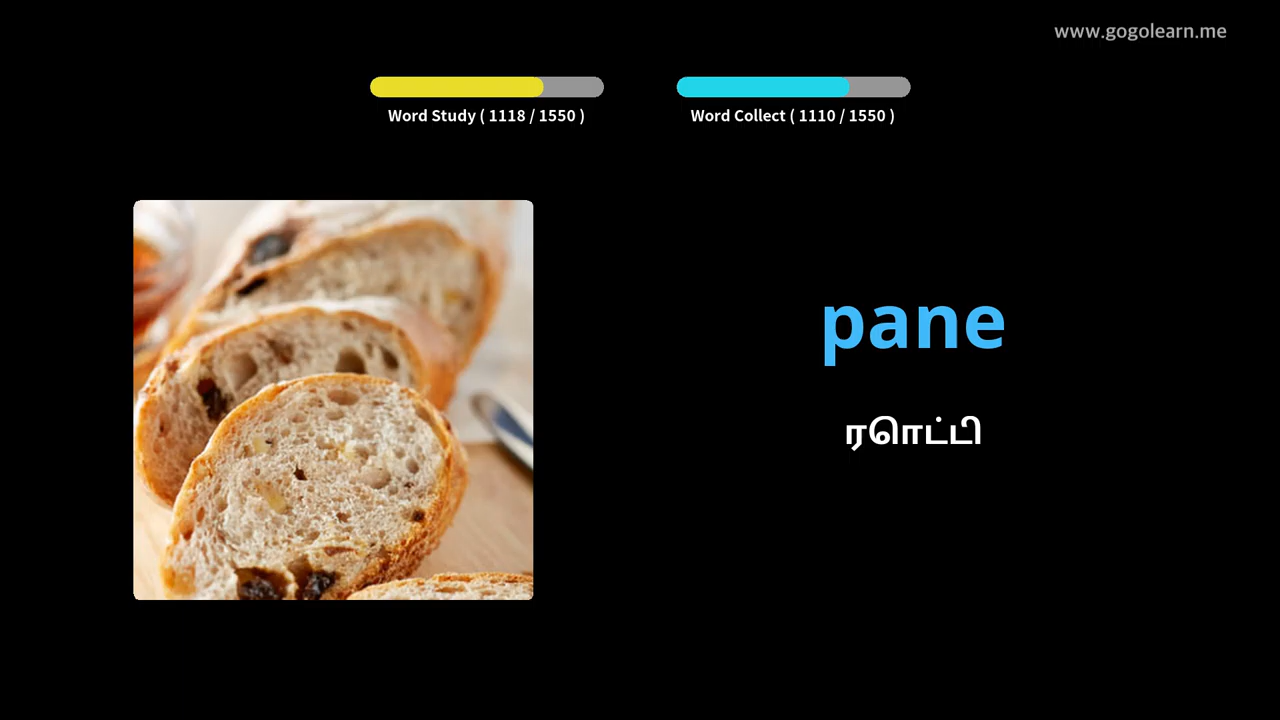 www.gogolearn.me
Word Study ( 1118 / 1550 )
Word Collect ( 1110 / 1550 )
pane
ரொட்டி